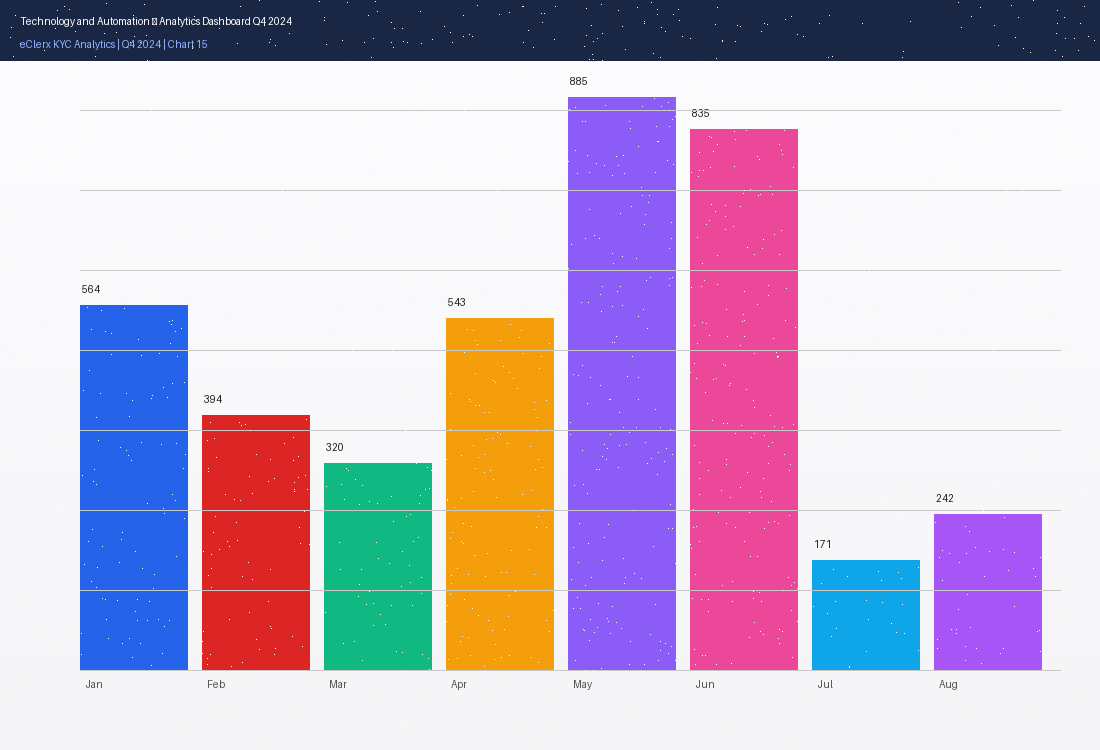 Technology and Automation ▯ Analytics Dashboard Q4 2024
eClerx KYC Analytics | Q4 2024 | Chart 15
885
835
564
543
394
320
242
171
Jan Feb Mar Apr May Jun Jul Aug